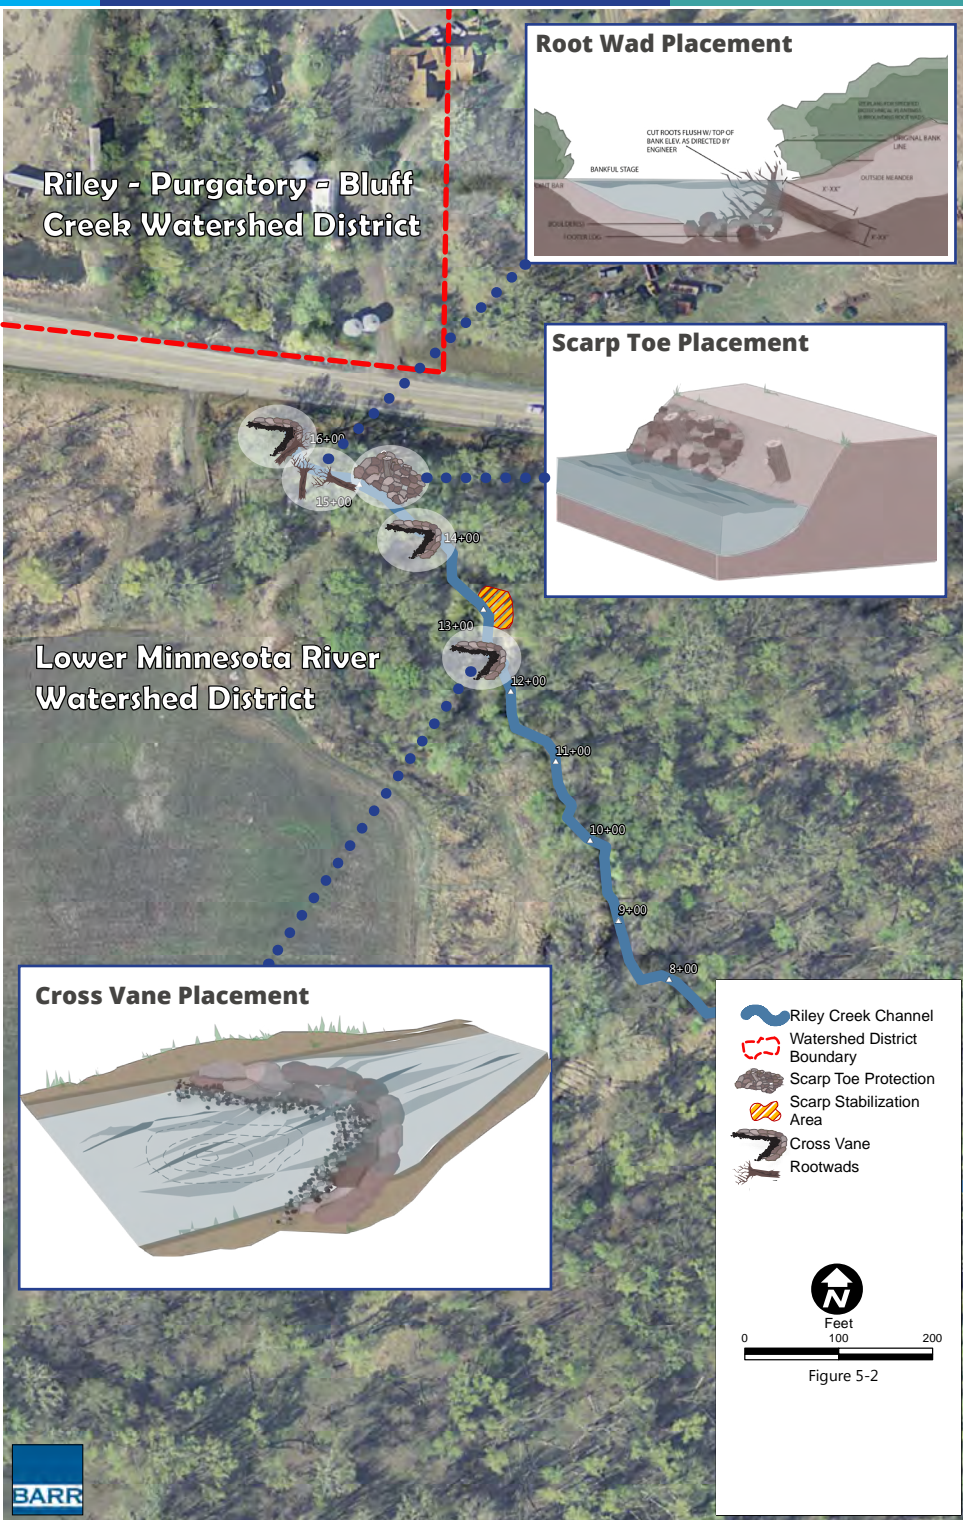 Root Wad Placement
CUT ROOTS FLUSH W/ TOP OF
BANK ELEV. AS DIRECTED BY
ENGINEER
ORIGINAL BANK
LINE
BANKFUL STAGE
OUTSIDE MEANDER
BOULDER(S)
FOOTER LOG
Riley - Purgatory - Bluff
Creek Watershed District
Scarp Toe Placement
16+00
15+00
14+00
13+00
12+00
11+00
10+00
9+00
8+00
Lower Minnesota River
Watershed District
Cross Vane Placement
Riley Creek Channel
Watershed District
Boundary
Scarp Toe Protection
Scarp Stabilization
Area
Cross Vane
Rootwads
N
Feet
0 100 200
Figure 5-2
BARR